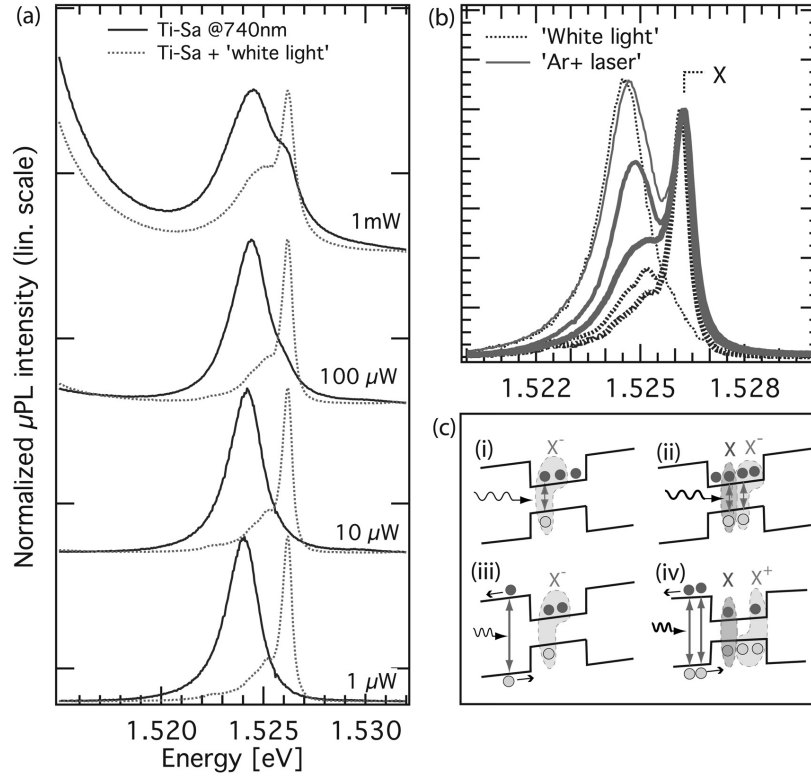 (a)
Ti-Sa @740nm
Ti-Sa + 'white light'
Normalized µPL intensity (lin. scale)
1mW
100 µW
10 µW
1 µW
1.520
1.525
1.530
Energy [eV]
(b)
'White light'
'Ar+ laser'
X
1.522
1.526
1.528
(c)
(i)
X⁻
(ii)
X
X⁻
(iii)
X⁻
(iv)
X
X⁺